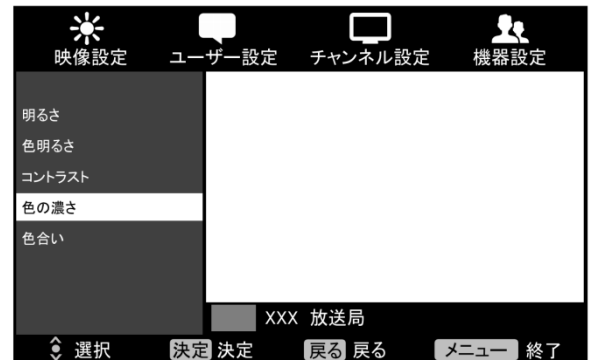 映像設定 ユーザー設定 チャンネル設定 機器設定
明るさ
色明るさ
コントラスト
色の濃さ
色合い
XXX 放送局
選択 決定 決定 戻る 戻る メニュー 終了